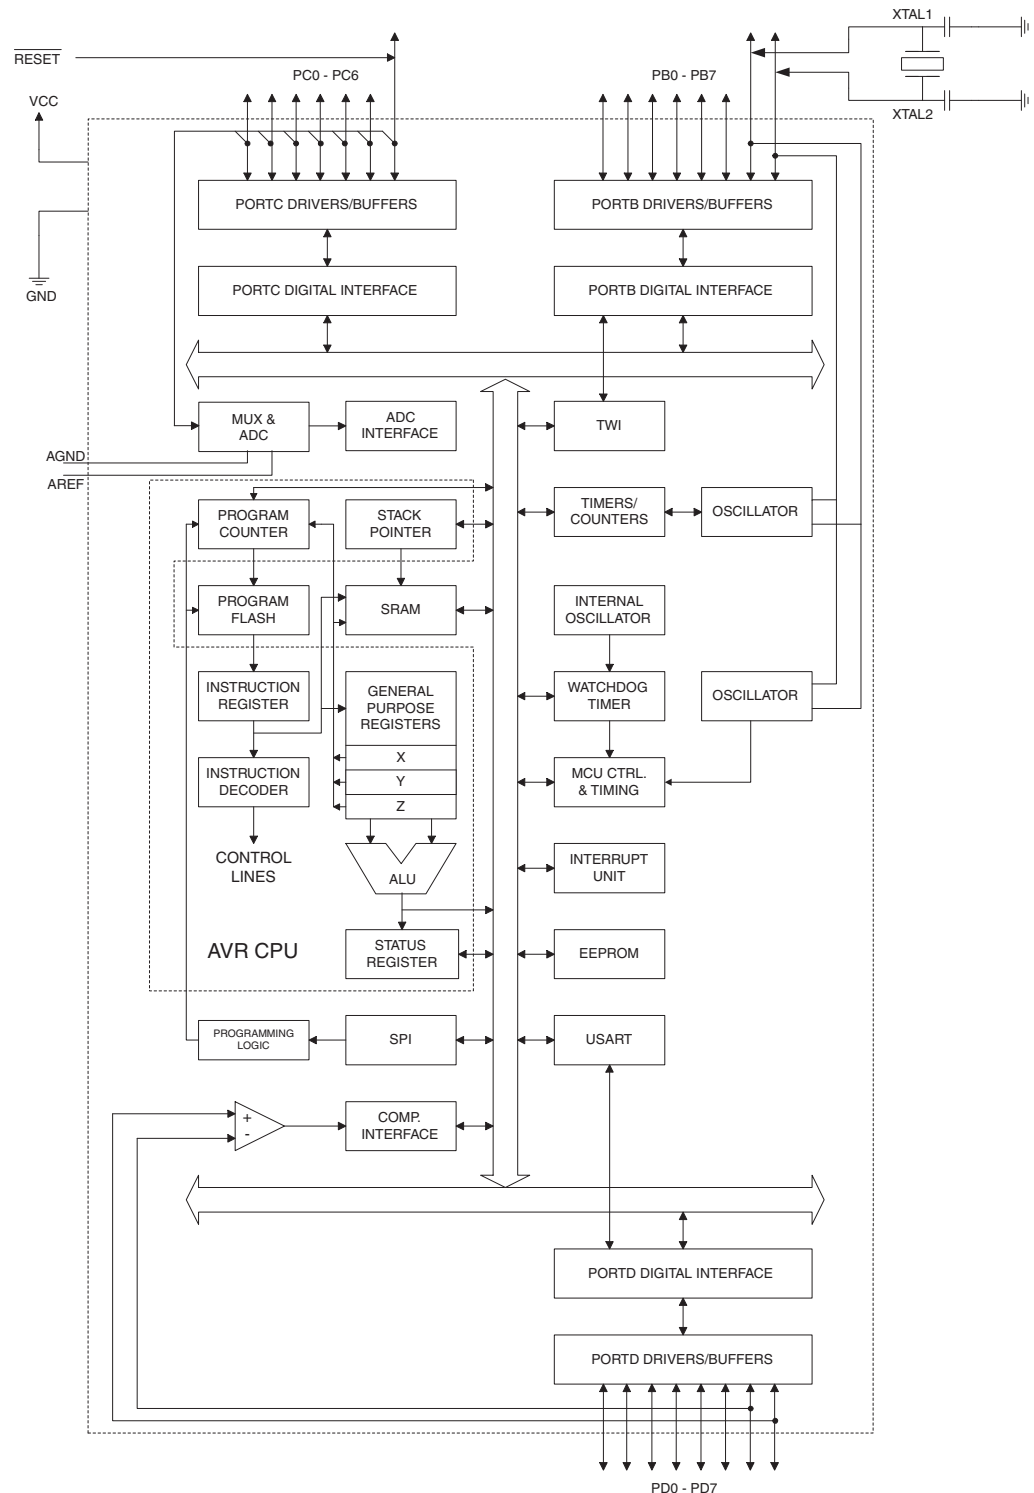 XTAL1
RESET
PC0 - PC6
PB0 - PB7
VCC
XTAL2
PORTC DRIVERS/BUFFERS
PORTB DRIVERS/BUFFERS
GND
PORTC DIGITAL INTERFACE
PORTB DIGITAL INTERFACE
MUX &
ADC
ADC
INTERFACE
TWI
AGND
AREF
PROGRAM
COUNTER
STACK
POINTER
TIMERS/
COUNTERS
OSCILLATOR
PROGRAM
FLASH
SRAM
INTERNAL
OSCILLATOR
INSTRUCTION
REGISTER
GENERAL
PURPOSE
REGISTERS
WATCHDOG
TIMER
OSCILLATOR
X
Y
Z
INSTRUCTION
DECODER
MCU CTRL.
& TIMING
CONTROL
LINES
ALU
INTERRUPT
UNIT
AVR CPU
STATUS
REGISTER
EEPROM
PROGRAMMING
LOGIC
SPI
USART
+
-
COMP.
INTERFACE
PORTD DIGITAL INTERFACE
PORTD DRIVERS/BUFFERS
PD0 - PD7